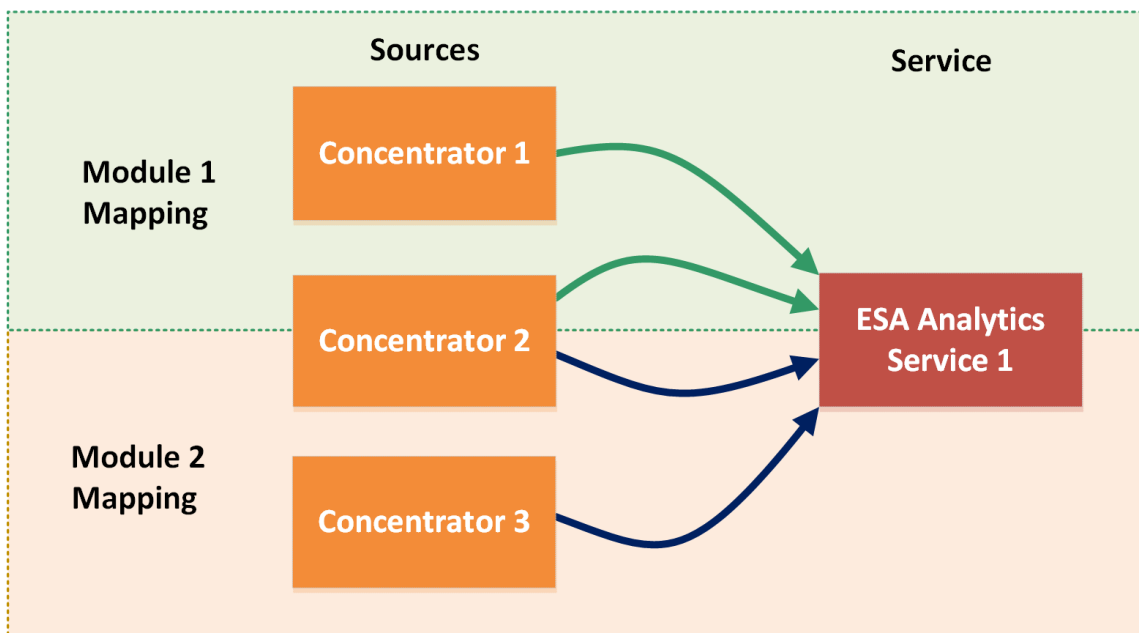 Sources
Service
Concentrator 1
Module 1
Mapping
Concentrator 2
ESA Analytics
Service 1
Module 2
Mapping
Concentrator 3